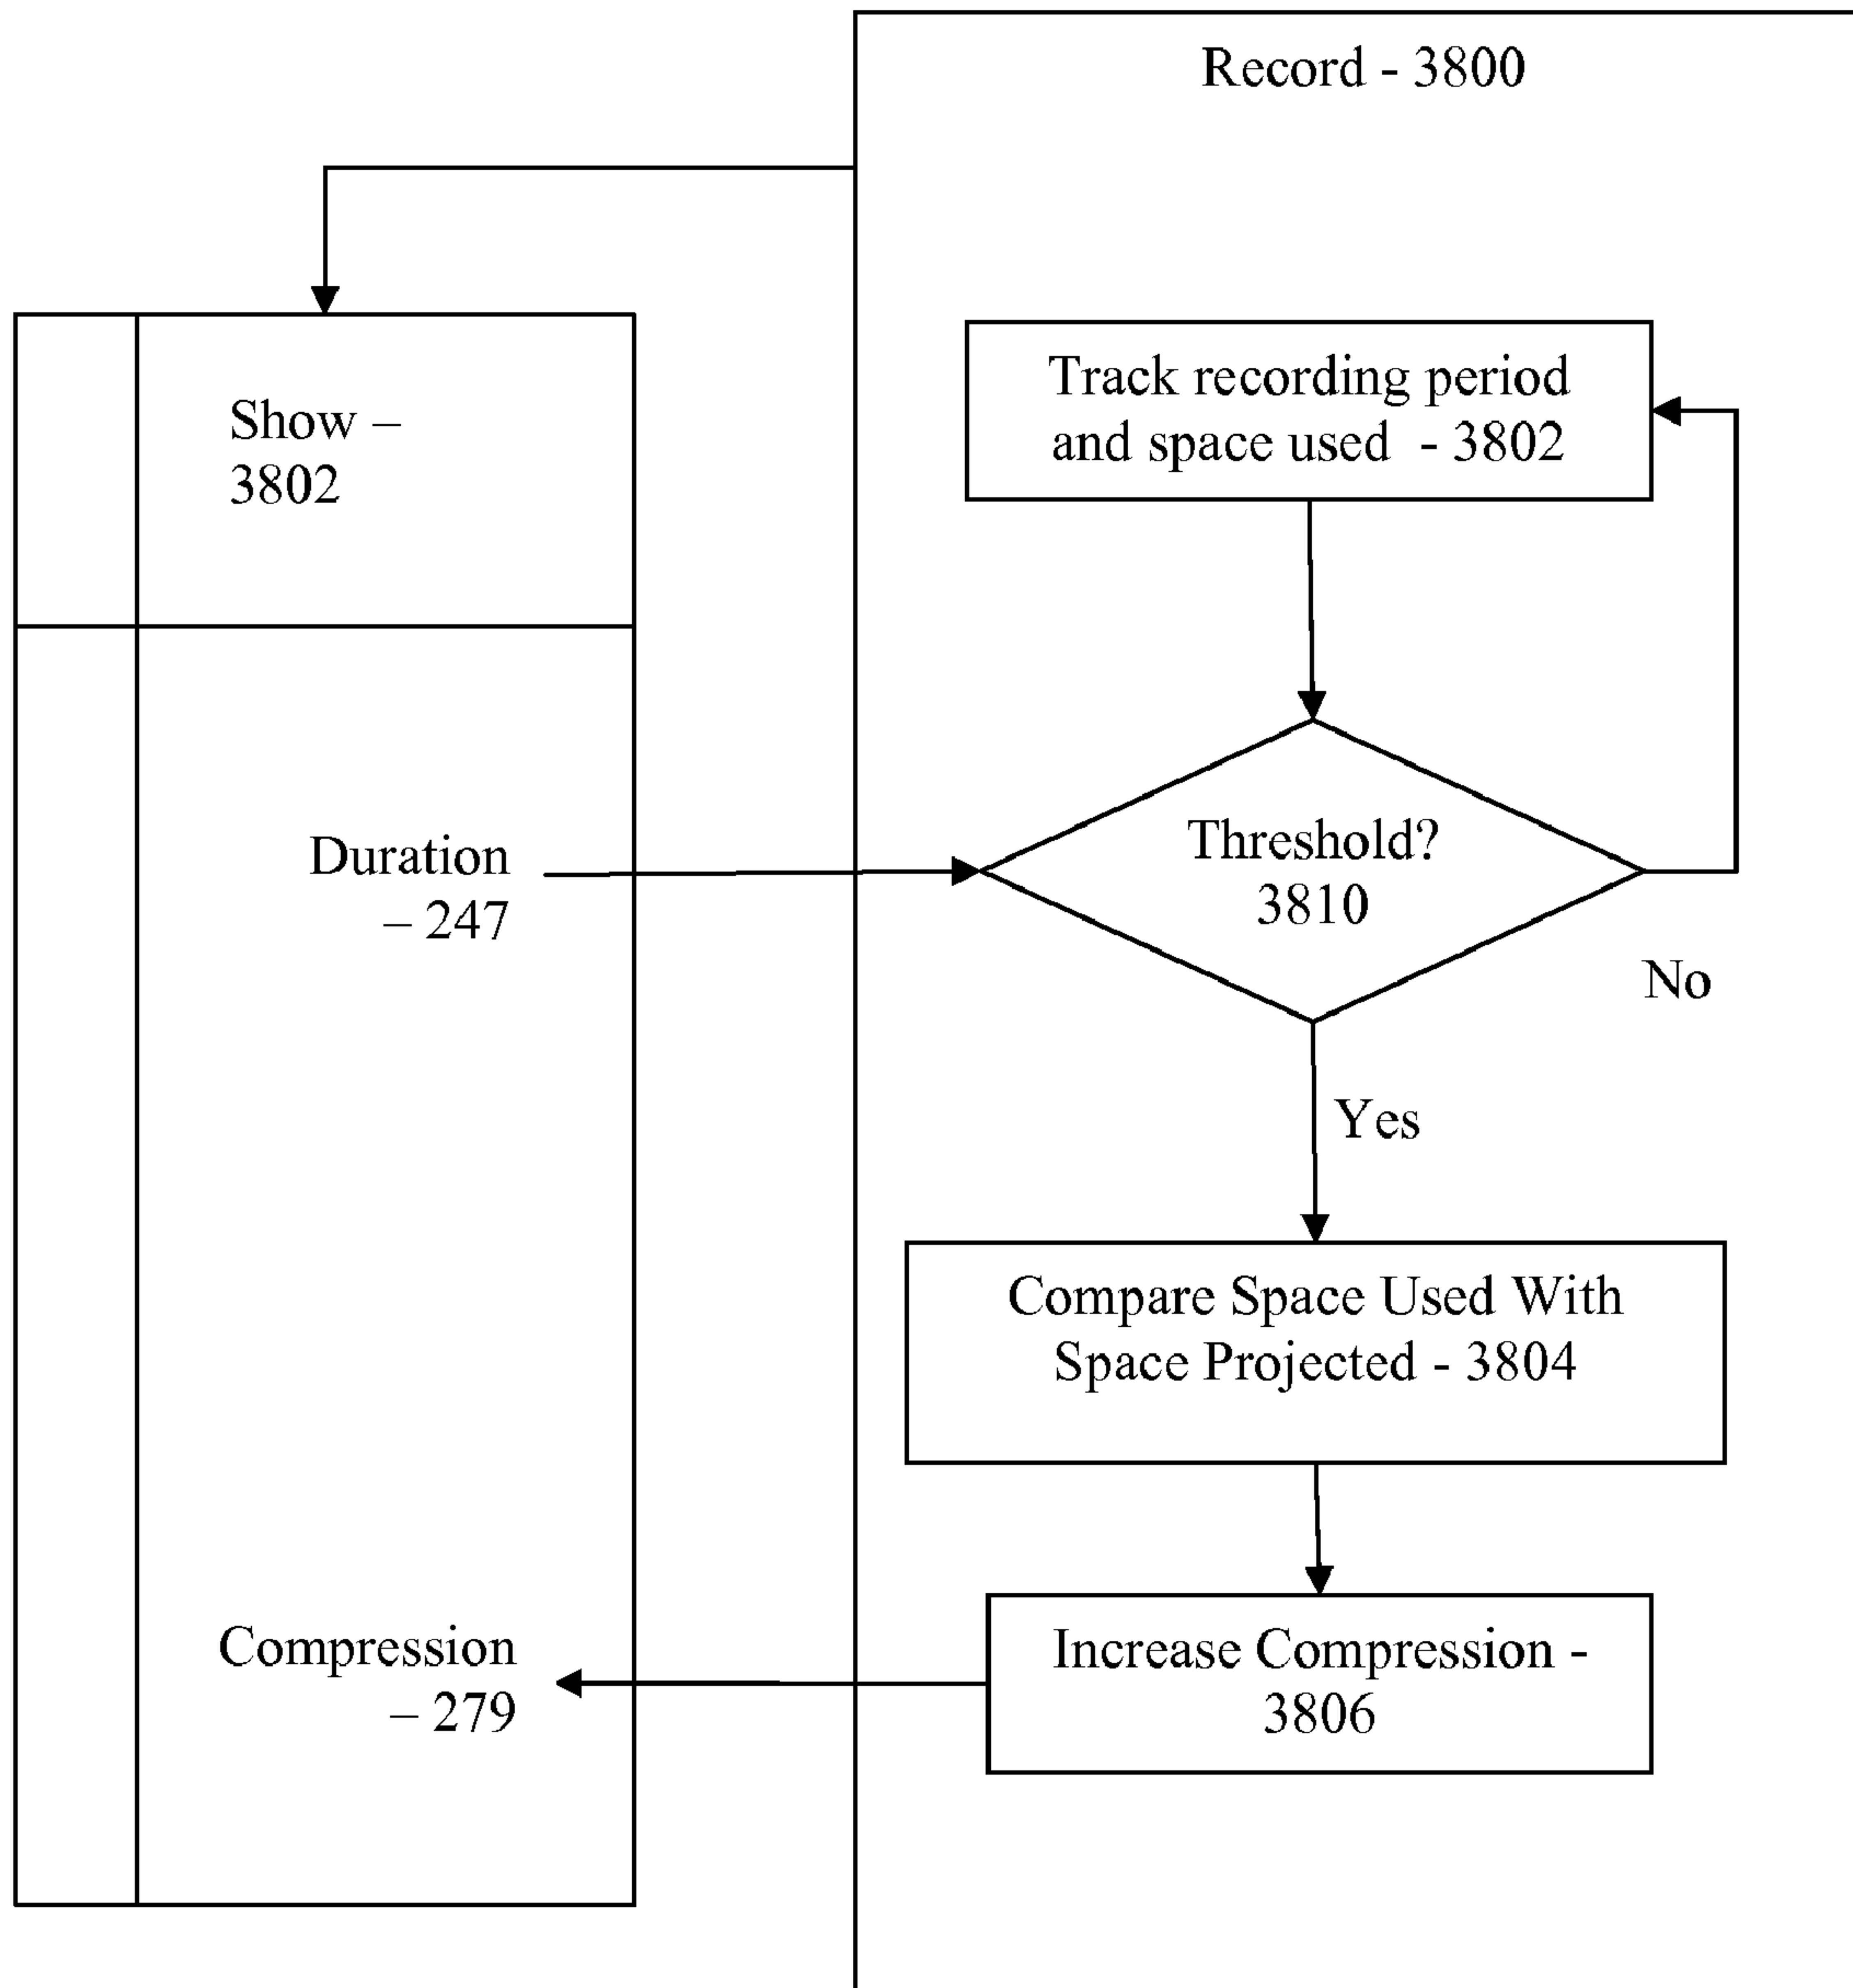 Record - 3800
Show –
3802
Track recording period
and space used - 3802
Duration
– 247
Threshold?
3810
No
Yes
Compare Space Used With
Space Projected - 3804
Compression
– 279
Increase Compression -
3806